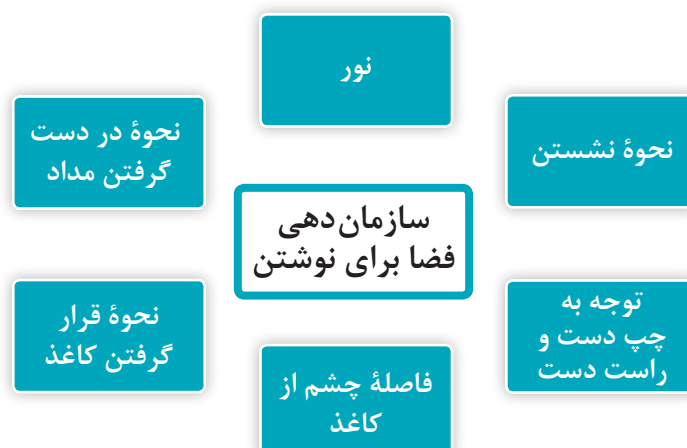 نور
نحوهٔ نشستن
توجه به
چپ دست و
راست دست
فاصلهٔ چشم از
کاغذ
نحوهٔ قرار
گرفتن کاغذ
نحوهٔ در دست
گرفتن مداد
سازمان‌دهی
فضا برای نوشتن